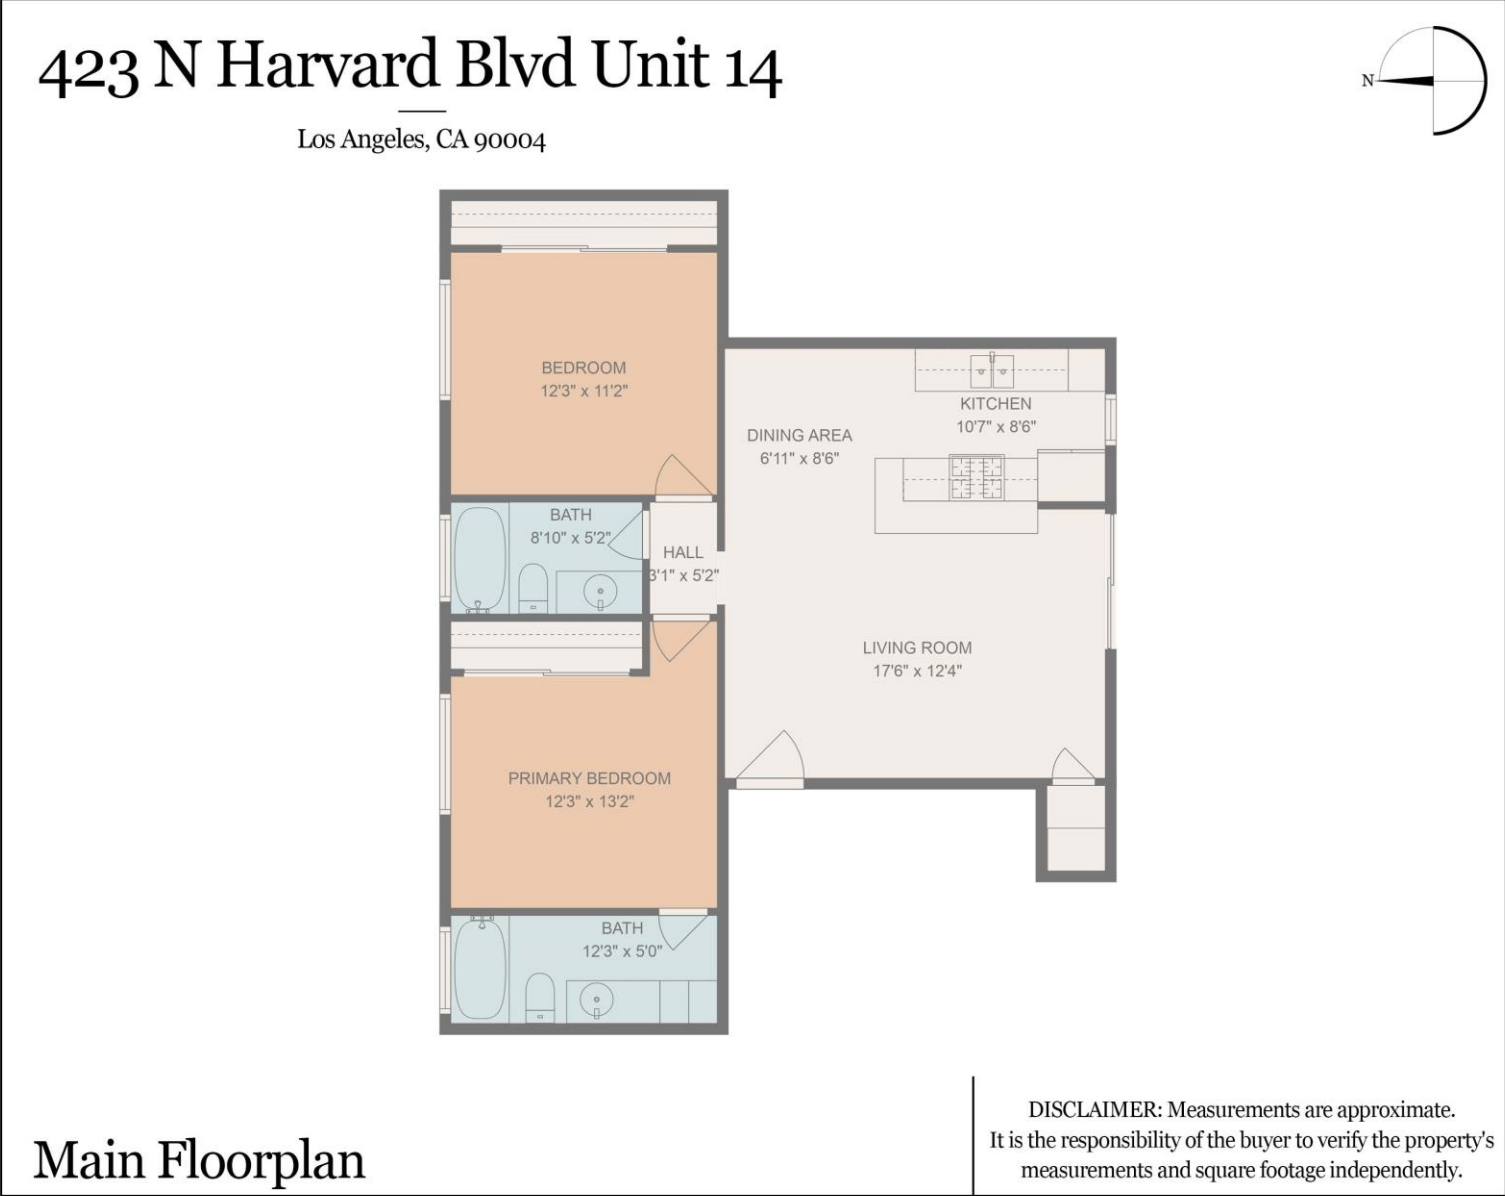 423 N Harvard Blvd Unit 14
Los Angeles, CA 90004
N
BEDROOM
12'3" x 11'2"
KITCHEN
10'7" x 8'6"
DINING AREA
6'11" x 8'6"
BATH
8'10" x 5'2"
HALL
3'1" x 5'2"
LIVING ROOM
17'6" x 12'4"
PRIMARY BEDROOM
12'3" x 13'2"
BATH
12'3" x 5'0"
Main Floorplan
DISCLAIMER: Measurements are approximate.
It is the responsibility of the buyer to verify the property's
measurements and square footage independently.